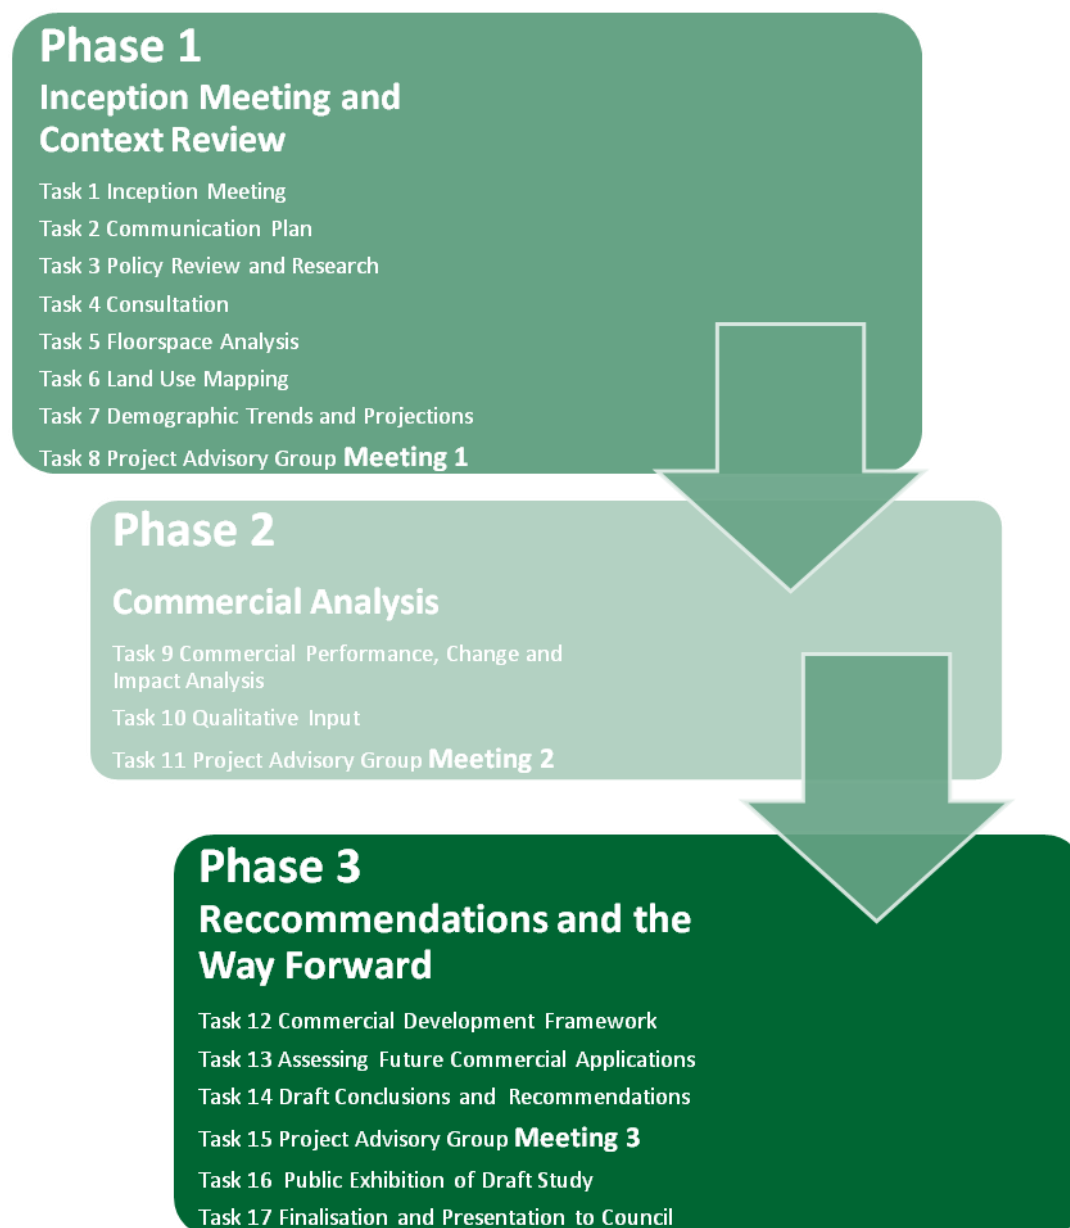 Phase 1
Inception Meeting and
Context Review
Task 1 Inception Meeting
Task 2 Communication Plan
Task 3 Policy Review and Research
Task 4 Consultation
Task 5 Floorspace Analysis
Task 6 Land Use Mapping
Task 7 Demographic Trends and Projections
Task 8 Project Advisory Group Meeting 1
Phase 2
Commercial Analysis
Task 9 Commercial Performance, Change and
Impact Analysis
Task 10 Qualitative Input
Task 11 Project Advisory Group Meeting 2
Phase 3
Reccommendations and the
Way Forward
Task 12 Commercial Development Framework
Task 13 Assessing Future Commercial Applications
Task 14 Draft Conclusions and Recommendations
Task 15 Project Advisory Group Meeting 3
Task 16 Public Exhibition of Draft Study
Task 17 Finalisation and Presentation to Council